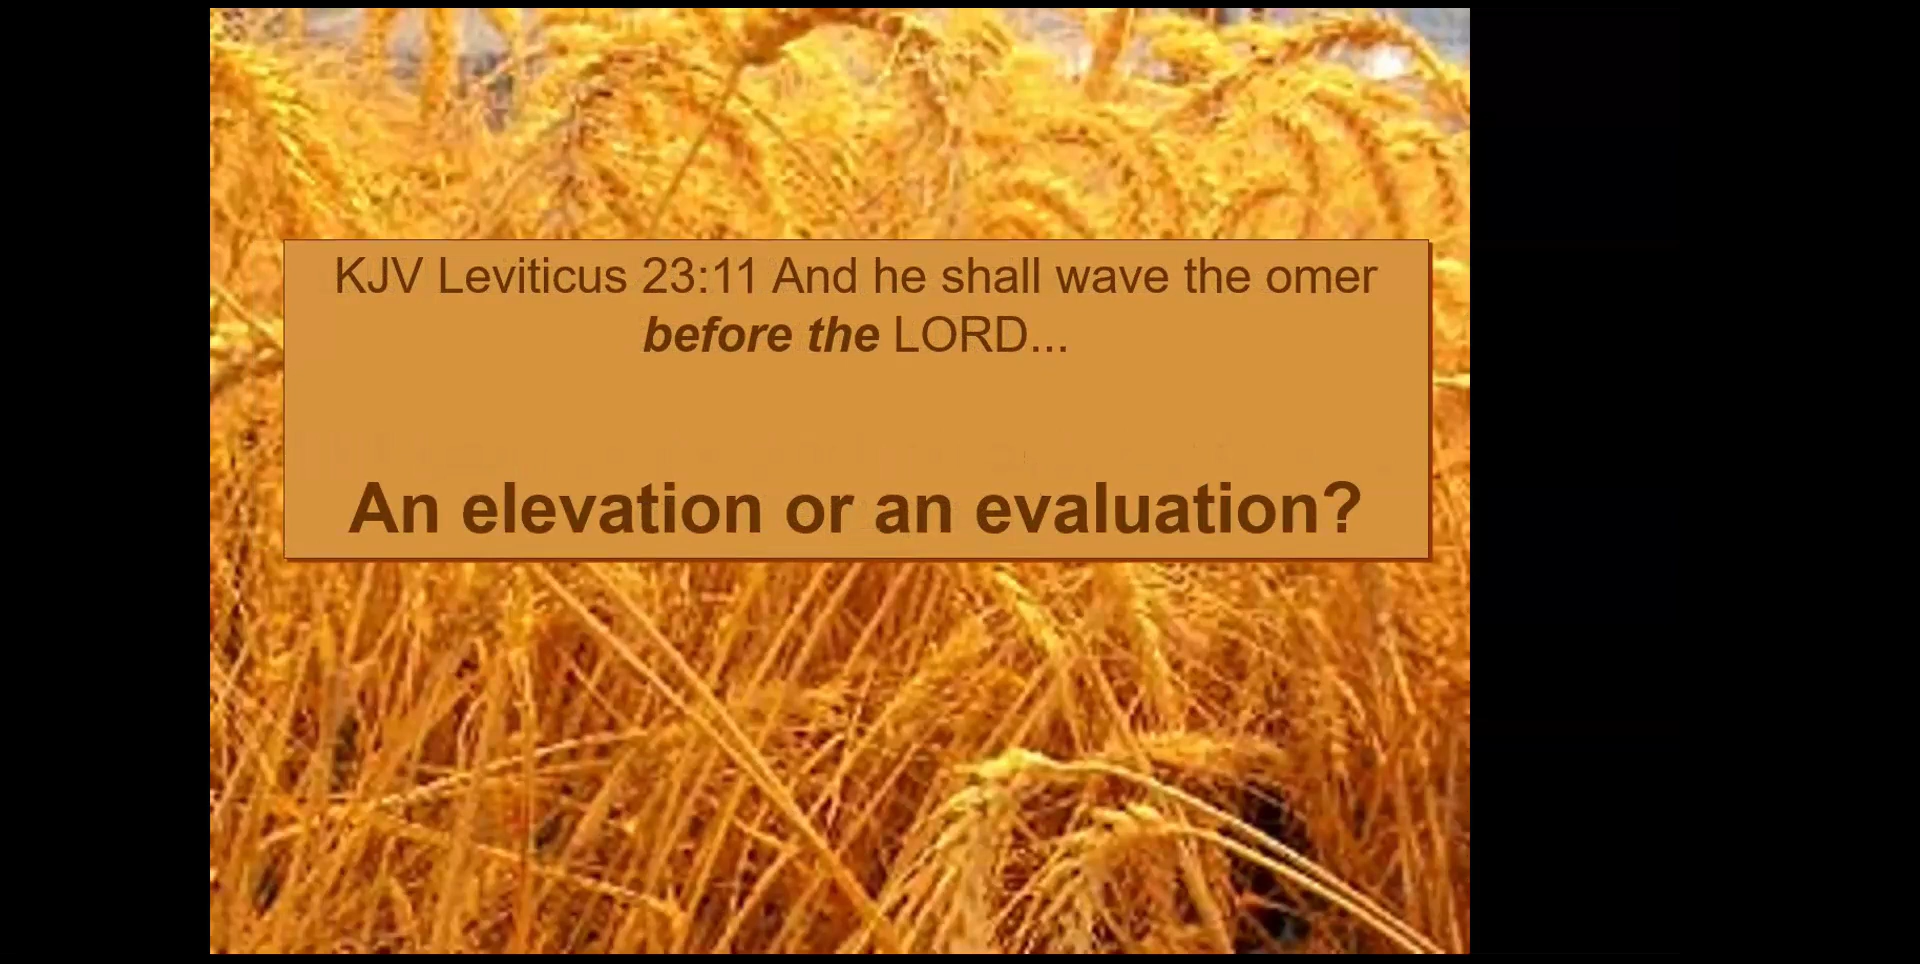 KJV Leviticus 23:11 And he shall wave the omer
before the LORD...
An elevation or an evaluation?